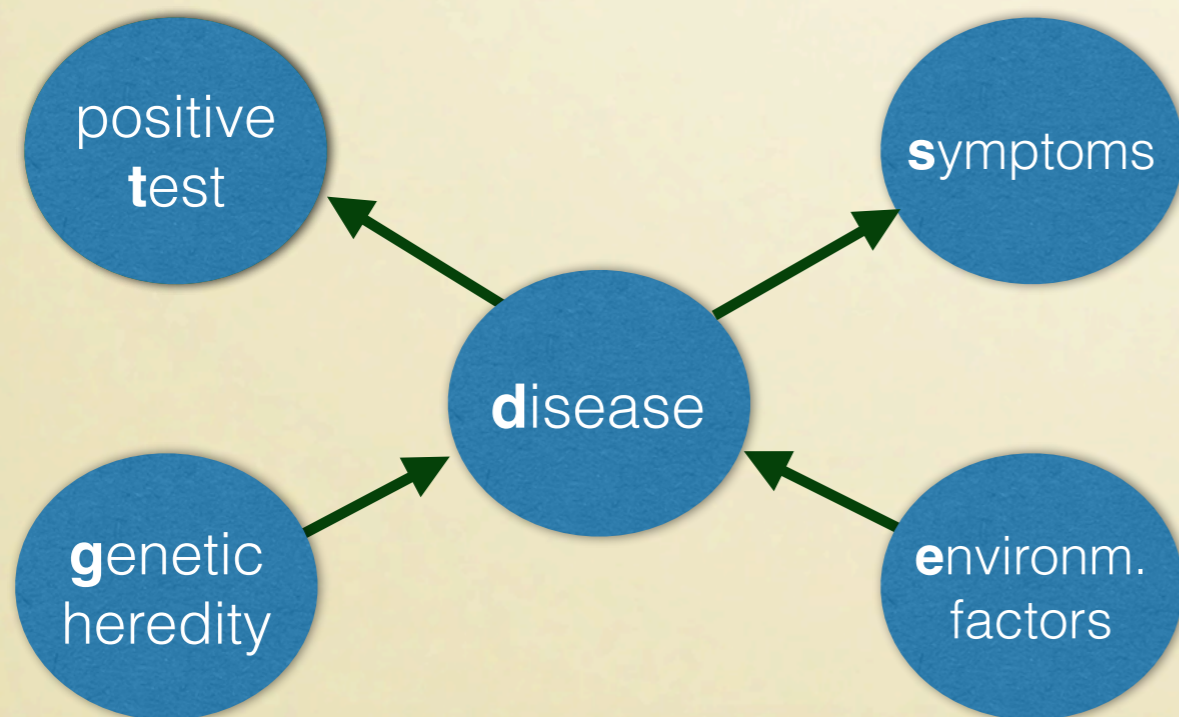 positive
test
symptoms
disease
genetic
heredity
environm.
factors